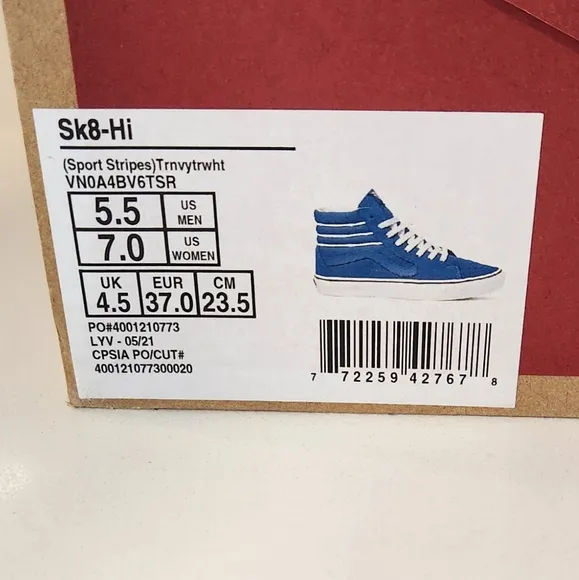 Sk8-Hi
(Sport Stripes)Trnvytrwht
VN0A4BV6TSR
5.5 US MEN
7.0 US WOMEN
UK EUR CM
4.5 37.0 23.5
PO#4001210773
LYV - 05/21
CPSIA PO/CUT#
400121077300020
7 72259 42767 8